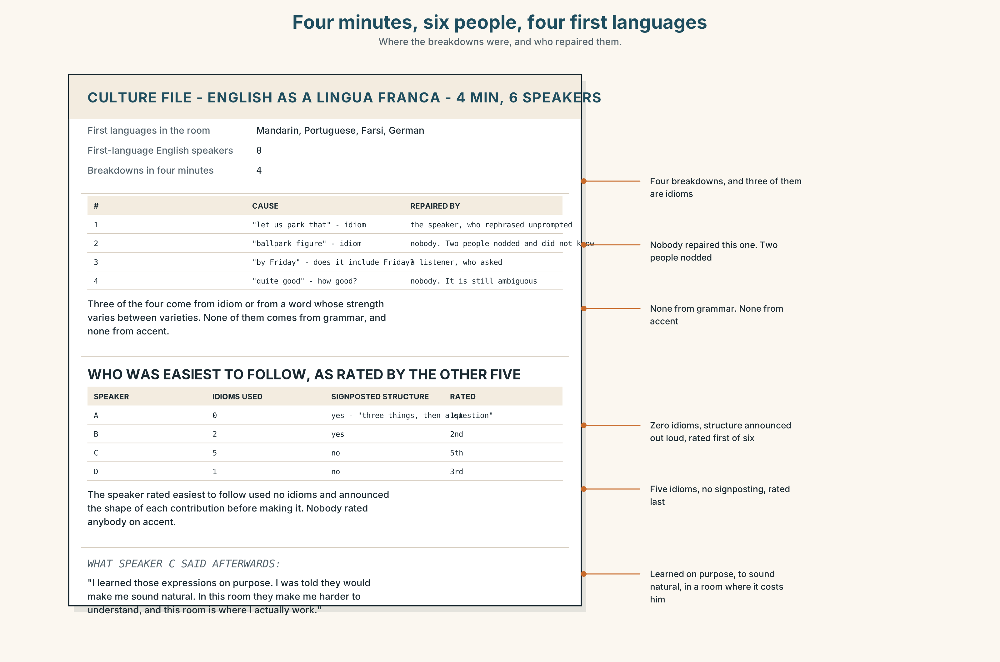 Four minutes, six people, four first languages
Where the breakdowns were, and who repaired them.
CULTURE FILE - ENGLISH AS A LINGUA FRANCA - 4 MIN, 6 SPEAKERS
First languages in the room Mandarin, Portuguese, Farsi, German
First-language English speakers 0
Breakdowns in four minutes 4
Four breakdowns, and three of them
are idioms
# CAUSE REPAIRED BY
1 "let us park that" - idiom the speaker, who rephrased unprompted
2 "ballpark figure" - idiom nobody. Two people nodded and did not know
Nobody repaired this one. Two
people nodded
3 "by Friday" - does it include Friday? a listener, who asked
4 "quite good" - how good? nobody. It is still ambiguous
Three of the four come from idiom or from a word whose strength
varies between varieties. None of them comes from grammar, and
none from accent.
None from grammar. None from
accent
WHO WAS EASIEST TO FOLLOW, AS RATED BY THE OTHER FIVE
SPEAKER IDIOMS USED SIGNPOSTED STRUCTURE RATED
A 0 yes - "three things, then a question" 1st
B 2 yes 2nd
C 5 no 5th
D 1 no 3rd
Zero idioms, structure announced
out loud, rated first of six
The speaker rated easiest to follow used no idioms and announced
the shape of each contribution before making it. Nobody rated
anybody on accent.
Five idioms, no signposting, rated
last
WHAT SPEAKER C SAID AFTERWARDS:
"I learned those expressions on purpose. I was told they would
make me sound natural. In this room they make me harder to
understand, and this room is where I actually work."
Learned on purpose, to sound
natural, in a room where it costs
him